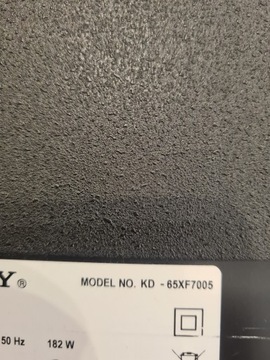 Y®
MODEL NO. KD - 65XF7005
50 Hz 182 W